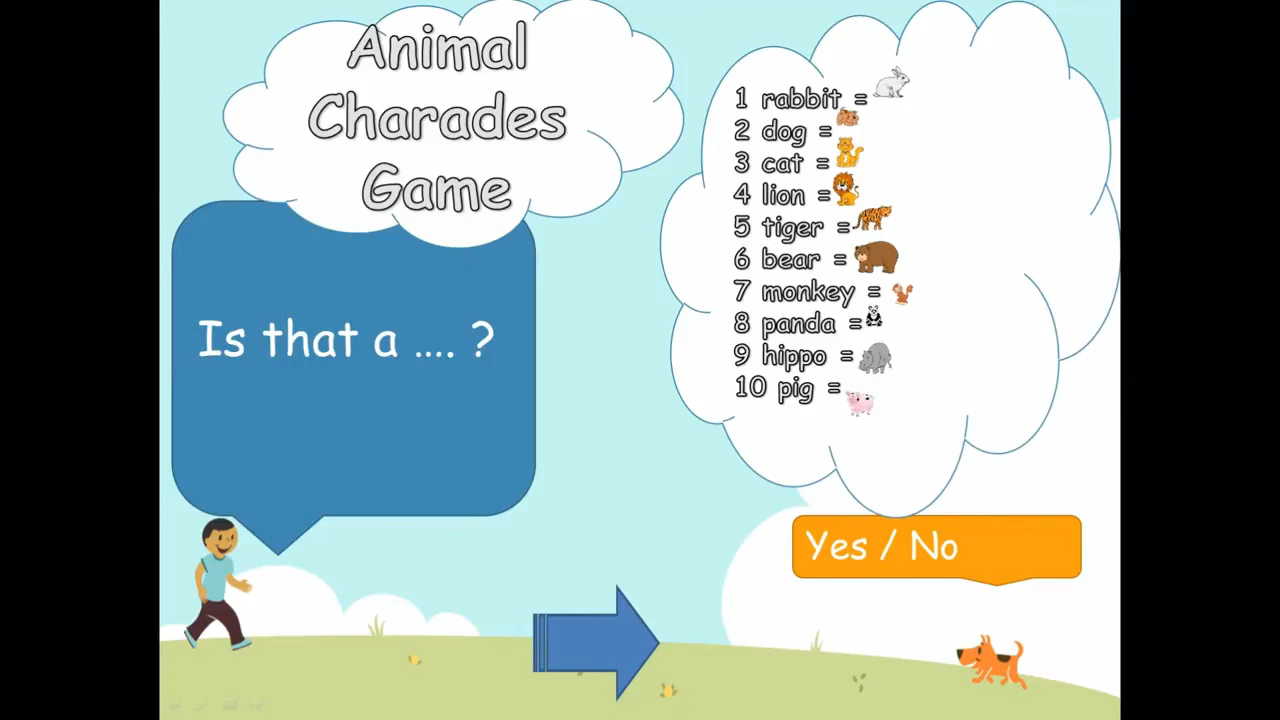 Animal
Charades
Game
Is that a .... ?
1 rabbit =
2 dog =
3 cat =
4 lion =
5 tiger =
6 bear =
7 monkey =
8 panda =
9 hippo =
10 pig =
Yes / No